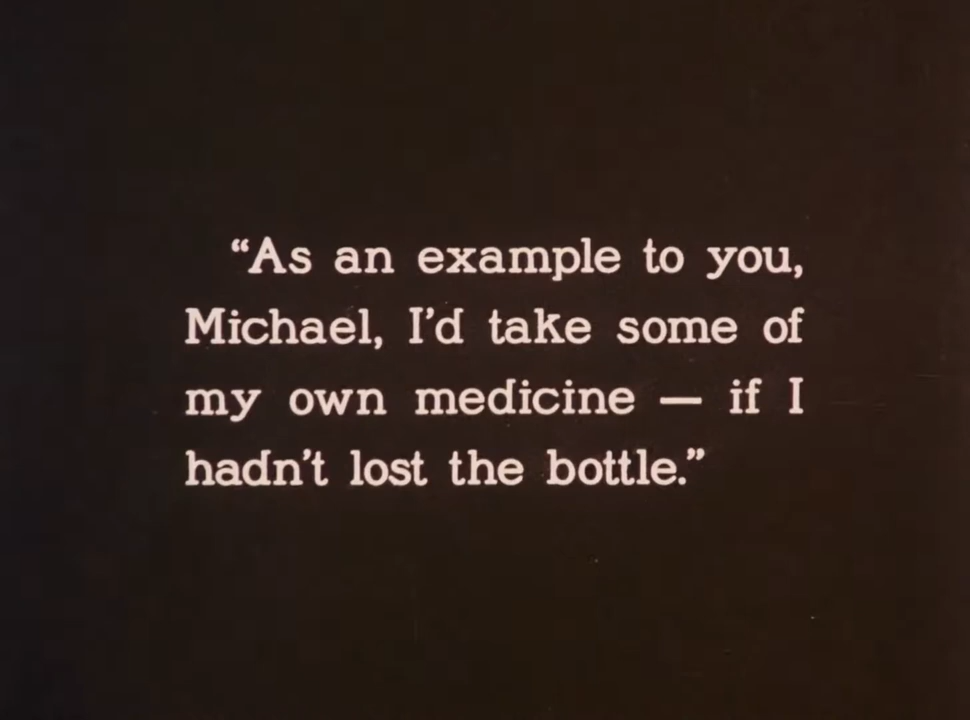 “As an example to you,
Michael, I’d take some of
my own medicine — if I
hadn’t lost the bottle.”